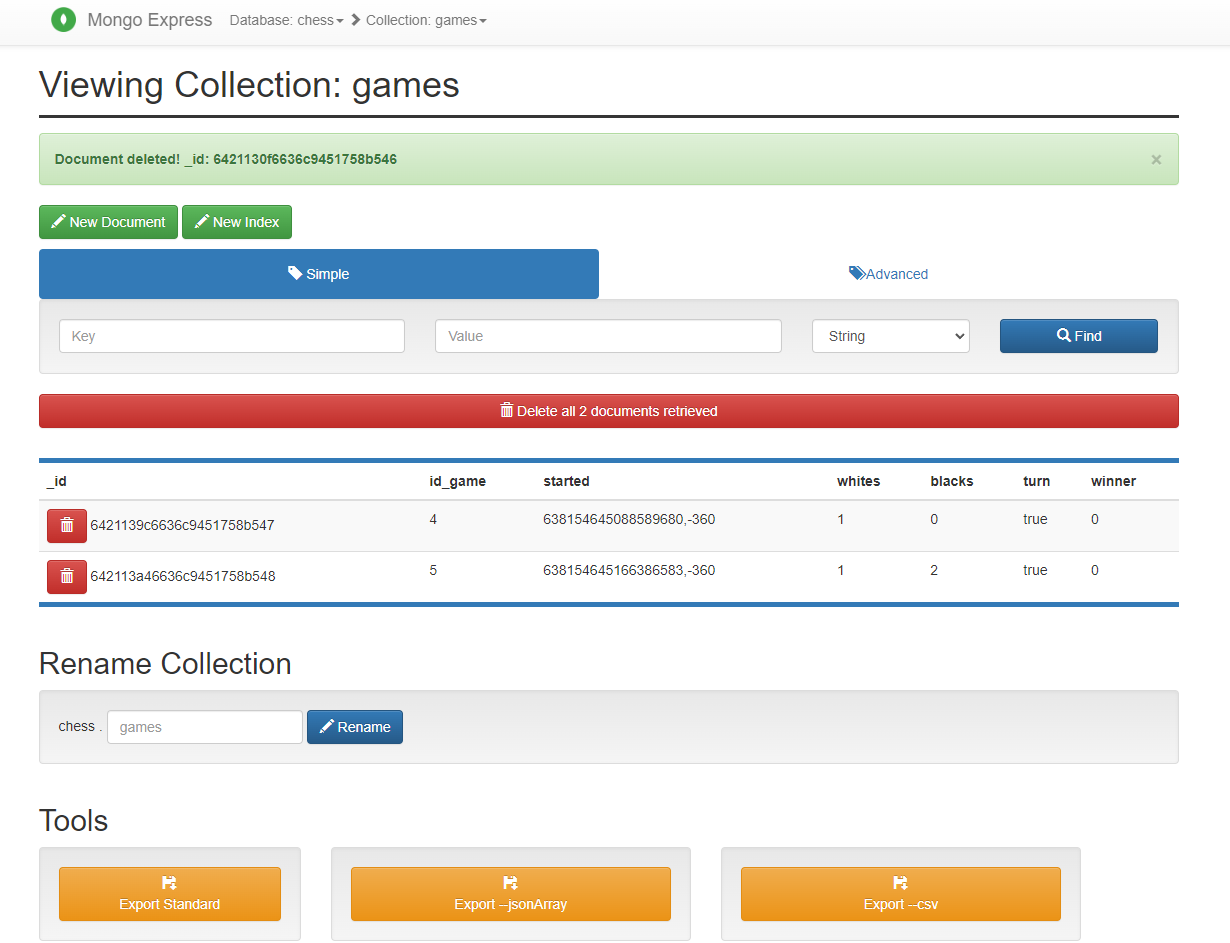 Mongo Express Database: chess Collection: games
Viewing Collection: games
Document deleted! _id: 6421130f6636c9451758b546 ×
New Document New Index
Simple Advanced
Key Value String Find
Delete all 2 documents retrieved
_id id_game started whites blacks turn winner
6421139c6636c9451758b547 4 638154645088589680,-360 1 0 true 0
642113a46636c9451758b548 5 638154645166386583,-360 1 2 true 0
Rename Collection
chess . games Rename
Tools
Export Standard Export --jsonArray Export --csv